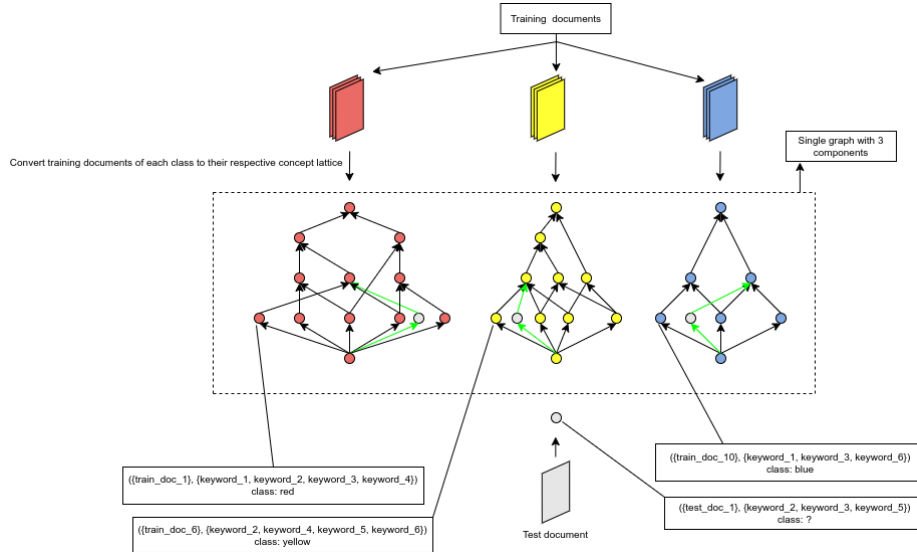 Training documents
Single graph with 3
components
Convert training documents of each class to their respective concept lattice
({train_doc_1}, {keyword_1, keyword_2, keyword_3, keyword_4})
class: red
({train_doc_10}, {keyword_1, keyword_3, keyword_6})
class: blue
({train_doc_6}, {keyword_2, keyword_4, keyword_5, keyword_6})
class: yellow
({test_doc_1}, {keyword_2, keyword_3, keyword_5})
class: ?
Test document